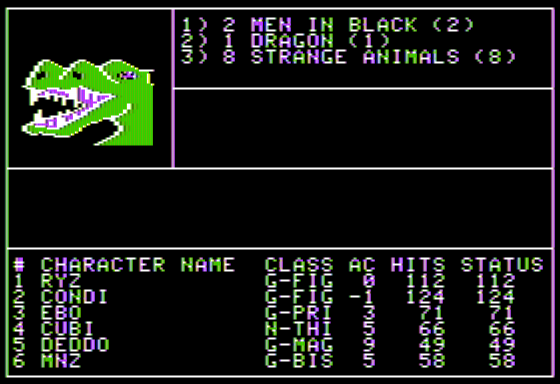 1) 2 MEN IN BLACK (2)
2) 1 DRAGON (1)
3) 8 STRANGE ANIMALS (8)
# CHARACTER NAME CLASS AC HITS STATUS
1 RYZ G-FIG 0 112 112
2 CONDI G-FIG -1 124 124
3 EBO G-PRI 3 71 71
4 CUBI N-THI 5 66 66
5 DEDDO G-MAG 9 49 49
6 MNZ G-BIS 5 58 58